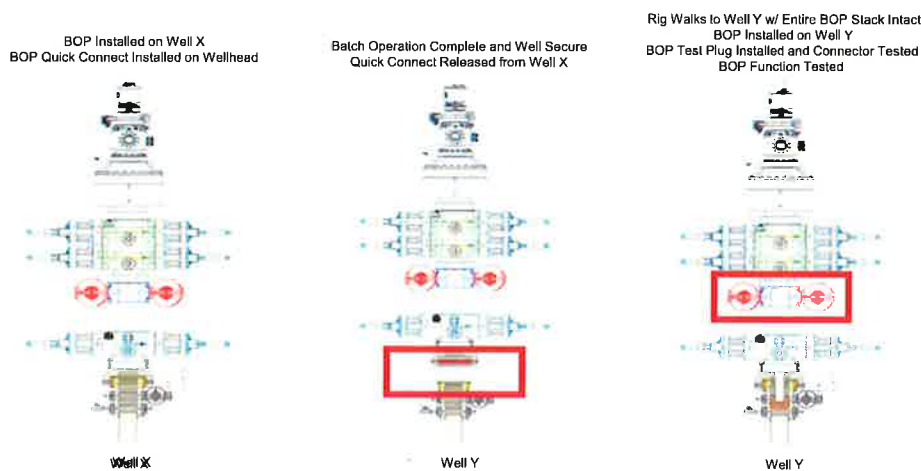 BOP Installed on Well X
BOP Quick Connect Installed on Wellhead
Batch Operation Complete and Well Secure
Quick Connect Released from Well X
Rig Walks to Well Y w/ Entire BOP Stack Intact
BOP Installed on Well Y
BOP Test Plug Installed and Connector Tested
BOP Function Tested
Well X
Well Y
Well Y